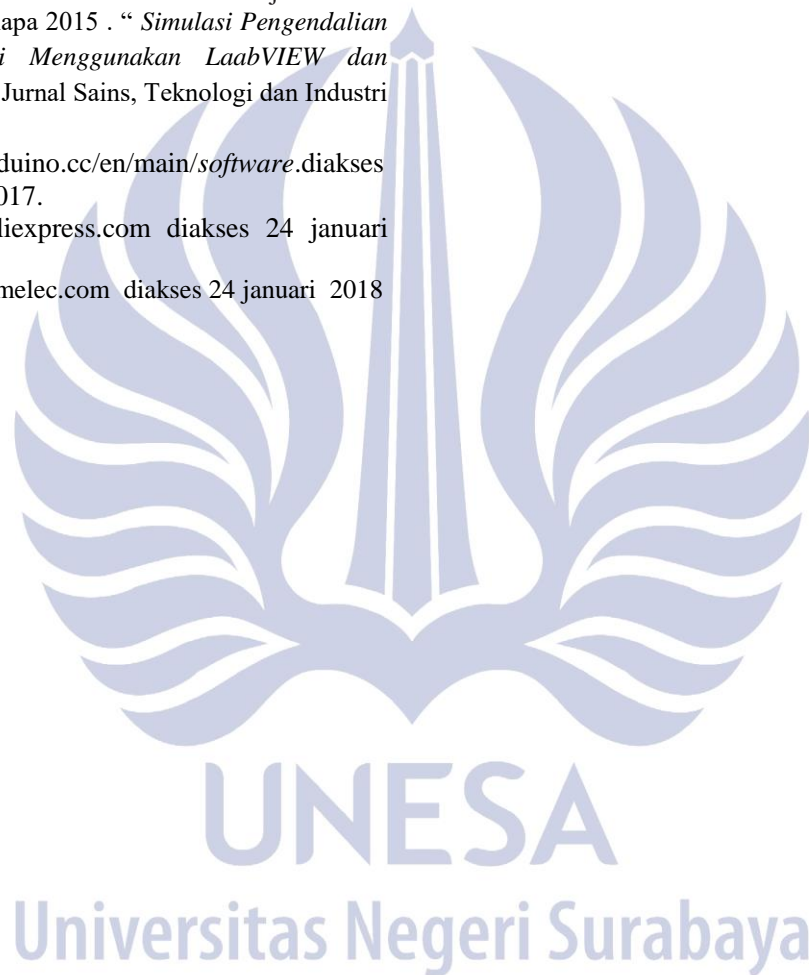 apa 2015 . “ Simulasi Pengendalian
i Menggunakan LaabVIEW dan
Jurnal Sains, Teknologi dan Industri
duino.cc/en/main/software.diakses
017.
liexpress.com diakses 24 januari
melec.com diakses 24 januari 2018
UNESA
Universitas Negeri Surabaya